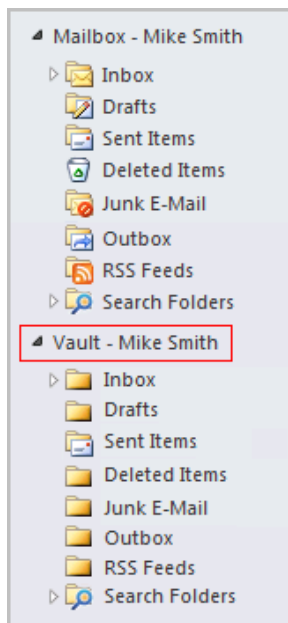 Mailbox - Mike Smith
Inbox
Drafts
Sent Items
Deleted Items
Junk E-Mail
Outbox
RSS Feeds
Search Folders
Vault - Mike Smith
Inbox
Drafts
Sent Items
Deleted Items
Junk E-Mail
Outbox
RSS Feeds
Search Folders